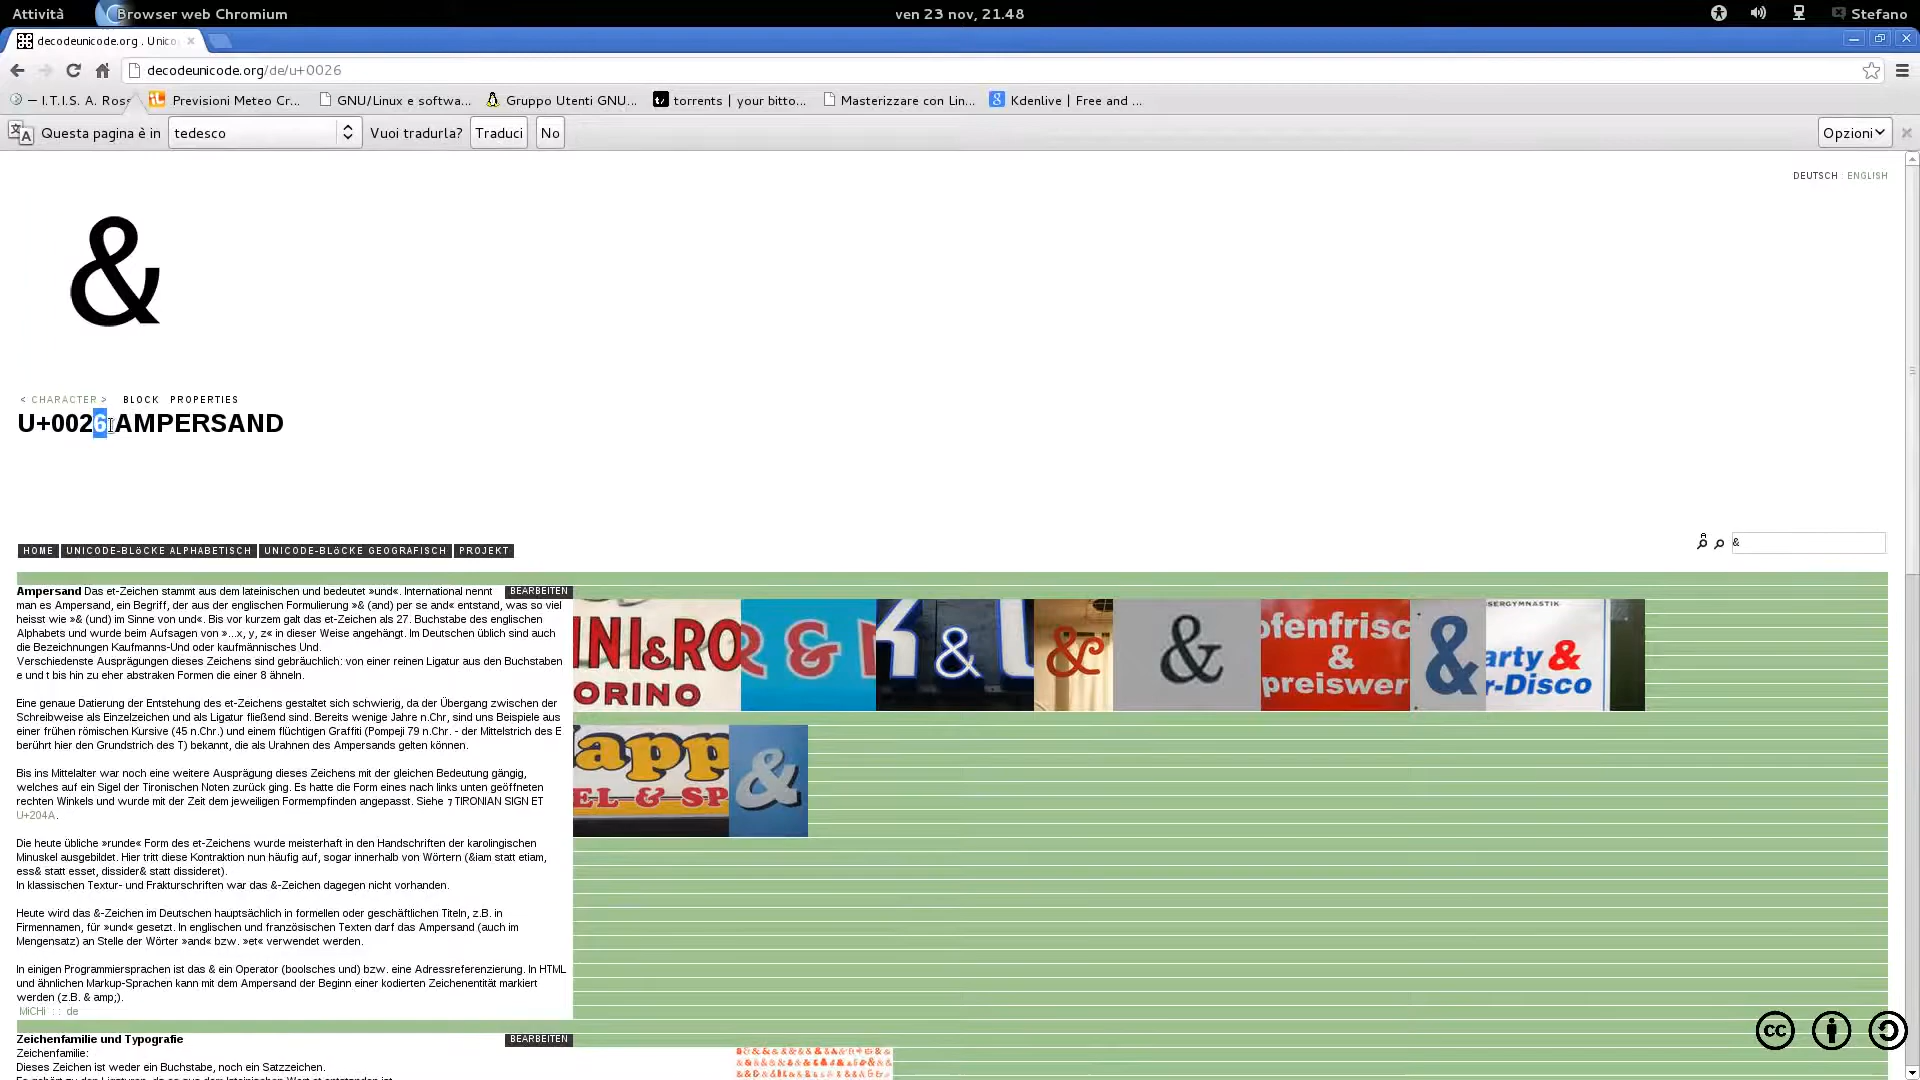 Attività
Browser web Chromium
ven 23 nov, 21.48
Stefano
decodeunicode.org . Unico
decodeunicode.org/de/u+0026
— I.T.I.S. A. Ross
Previsioni Meteo Cr...
GNU/Linux e softwa...
Gruppo Utenti GNU...
torrents | your bitto...
Masterizzare con Lin...
Kdenlive | Free and ...
Questa pagina è in
tedesco
Vuoi tradurla?
Traduci
No
Opzioni
DEUTSCH : ENGLISH
&
< CHARACTER > BLOCK PROPERTIES
U+0026 AMPERSAND
HOME UNICODE-BLöCKE ALPHABETISCH UNICODE-BLöCKE GEOGRAFISCH PROJEKT
&
BEARBEITEN
Ampersand Das et-Zeichen stammt aus dem lateinischen und bedeutet »und«. International nennt
man es Ampersand, ein Begriff, der aus der englischen Formulierung »& (and) per se and« entstand, was so viel
heisst wie »& (und) im Sinne von und«. Bis vor kurzem galt das et-Zeichen als 27. Buchstabe des englischen
Alphabets und wurde beim Aufsagen von »...x, y, z« in dieser Weise angehängt. Im Deutschen üblich sind auch
die Bezeichnungen Kaufmanns-Und oder kaufmännisches Und.
Verschiedenste Ausprägungen dieses Zeichens sind gebräuchlich: von einer reinen Ligatur aus den Buchstaben
e und t bis hin zu eher abstraken Formen die einer 8 ähneln.
Eine genaue Datierung der Entstehung des et-Zeichens gestaltet sich schwierig, da der Übergang zwischen der
Schreibweise als Einzelzeichen und als Ligatur fließend sind. Bereits wenige Jahre n.Chr, sind uns Beispiele aus
einer frühen römischen Kursive (45 n.Chr.) und einem flüchtigen Graffiti (Pompeji 79 n.Chr. - der Mittelstrich des E
berührt hier den Grundstrich des T) bekannt, die als Urahnen des Ampersands gelten können.
Bis ins Mittelalter war noch eine weitere Ausprägung dieses Zeichens mit der gleichen Bedeutung gängig,
welches auf ein Sigel der Tironischen Noten zurück ging. Es hatte die Form eines nach links unten geöffneten
rechten Winkels und wurde mit der Zeit dem jeweiligen Formempfinden angepasst. Siehe ⁊ TIRONIAN SIGN ET
U+204A.
Die heute übliche »runde« Form des et-Zeichens wurde meisterhaft in den Handschriften der karolingischen
Minuskel ausgebildet. Hier tritt diese Kontraktion nun häufig auf, sogar innerhalb von Wörtern (&iam statt etiam,
ess& statt esset, dissider& statt dissideret).
In klassischen Textur- und Frakturschriften war das &-Zeichen dagegen nicht vorhanden.
Heute wird das &-Zeichen im Deutschen hauptsächlich in formellen oder geschäftlichen Titeln, z.B. in
Firmennamen, für »und« gesetzt. In englischen und französischen Texten darf das Ampersand (auch im
Mengensatz) an Stelle der Wörter »and« bzw. »et« verwendet werden.
In einigen Programmiersprachen ist das & ein Operator (boolsches und) bzw. eine Adressreferenzierung. In HTML
und ähnlichen Markup-Sprachen kann mit dem Ampersand der Beginn einer kodierten Zeichenentität markiert
werden (z.B. & amp;).
MiCHi : : de
INI&RO
ORINO
R & 
&
&
&
ofenfrisc
&
preiswer
&
SERGYMNASTIK
arty &
r-Disco
app
EL & SP
&
Zeichenfamilie und Typografie
BEARBEITEN
Zeichenfamilie:
Dieses Zeichen ist weder ein Buchstabe, noch ein Satzzeichen.
cc